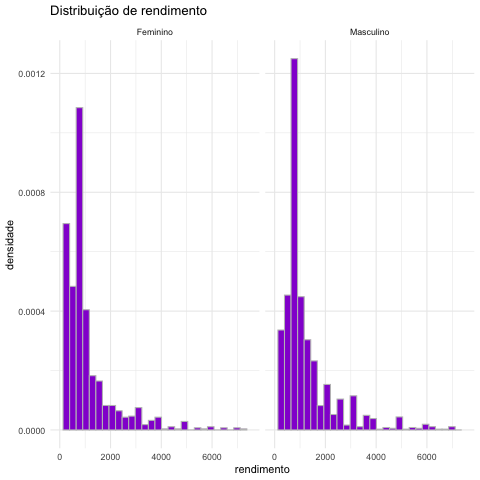 Distribuição de rendimento
Feminino
Masculino
densidade
0.0012
0.0008
0.0004
0.0000
0
2000
4000
6000
0
2000
4000
6000
rendimento